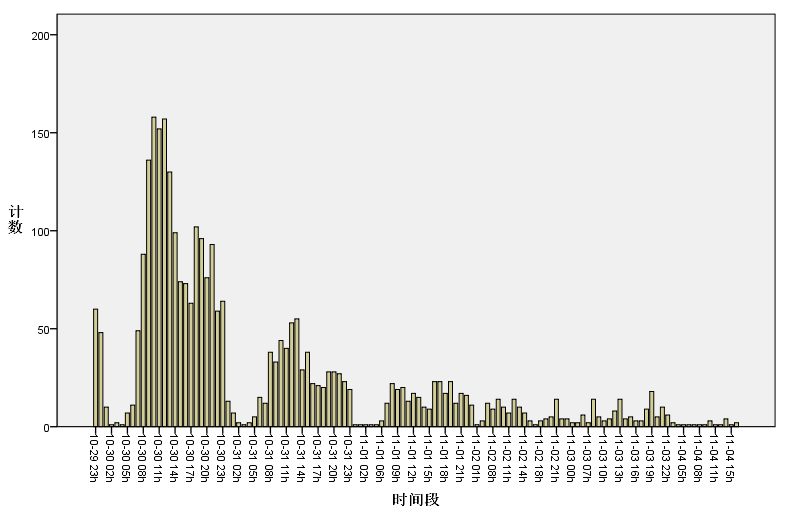 200
150
100
50
0
计数
10-29 23h
10-30 02h
10-30 05h
10-30 08h
10-30 11h
10-30 14h
10-30 17h
10-30 20h
10-30 23h
10-31 02h
10-31 05h
10-31 08h
10-31 11h
10-31 14h
10-31 17h
10-31 20h
10-31 23h
11-01 02h
11-01 06h
11-01 09h
11-01 12h
11-01 15h
11-01 18h
11-01 21h
11-02 01h
11-02 08h
11-02 11h
11-02 14h
11-02 18h
11-02 21h
11-03 00h
11-03 07h
11-03 10h
11-03 13h
11-03 16h
11-03 19h
11-03 22h
11-04 05h
11-04 08h
11-04 11h
11-04 15h
时间段